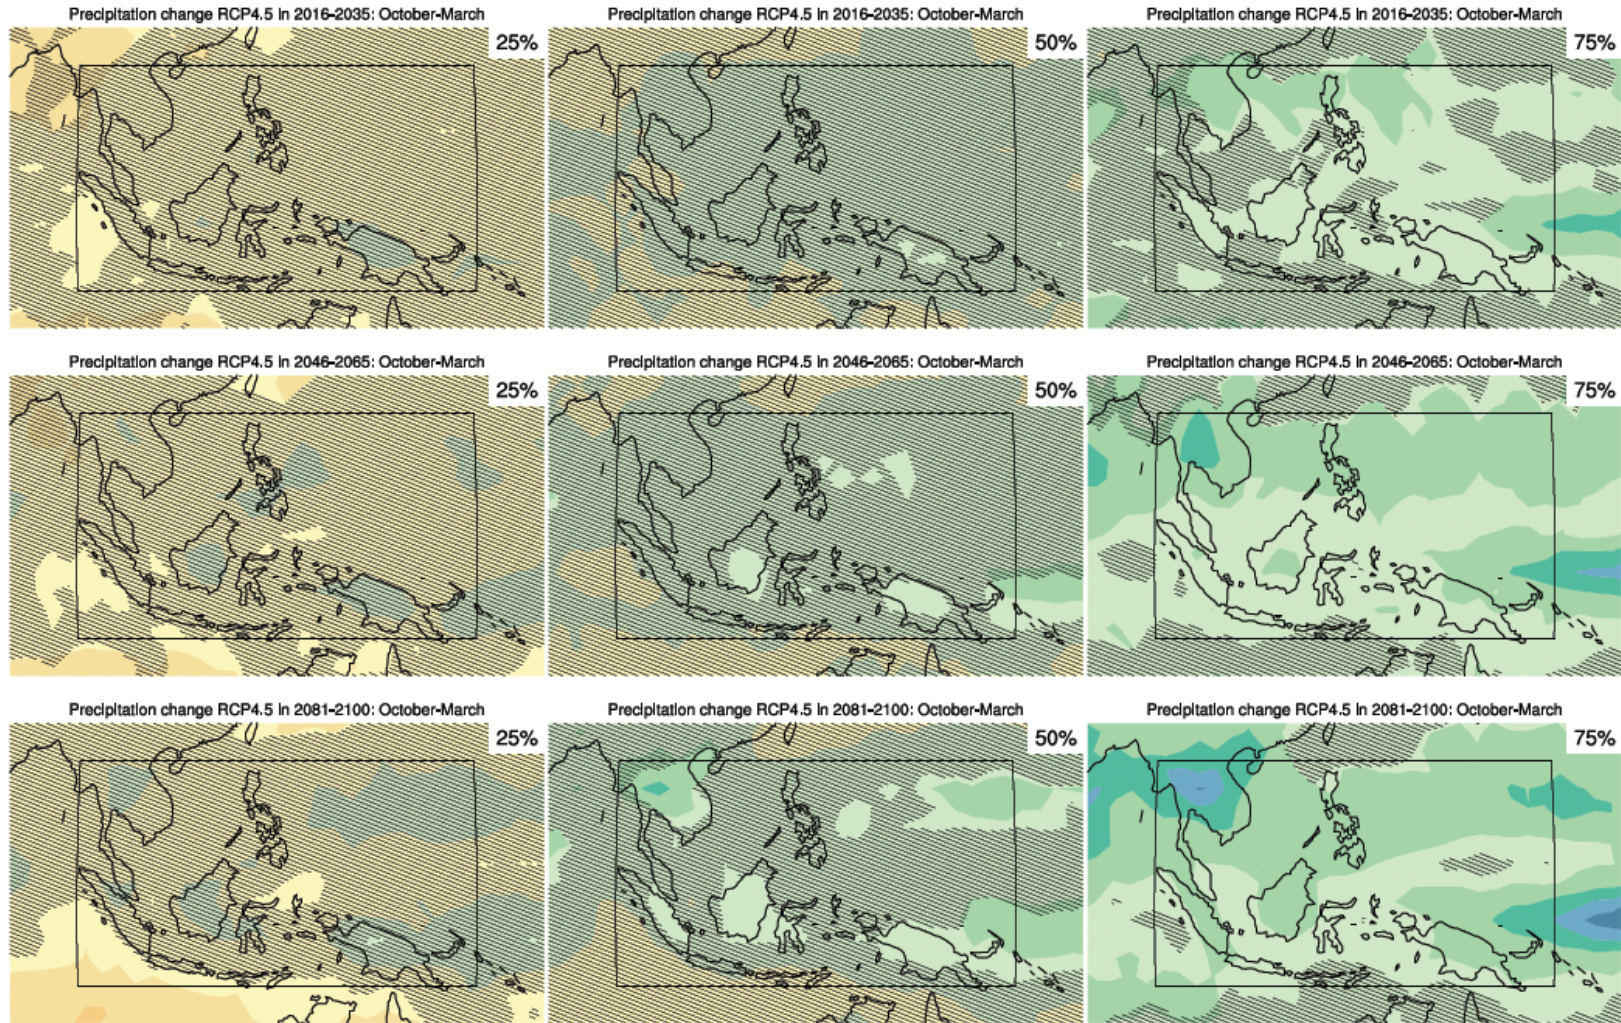 Precipitation change RCP4.5 in 2016–2035: October-March
25%
Precipitation change RCP4.5 in 2016–2035: October-March
50%
Precipitation change RCP4.5 in 2016–2035: October-March
75%
Precipitation change RCP4.5 in 2046–2065: October-March
25%
Precipitation change RCP4.5 in 2046–2065: October-March
50%
Precipitation change RCP4.5 in 2046–2065: October-March
75%
Precipitation change RCP4.5 in 2081-2100: October-March
25%
Precipitation change RCP4.5 in 2081-2100: October-March
50%
Precipitation change RCP4.5 in 2081-2100: October-March
75%